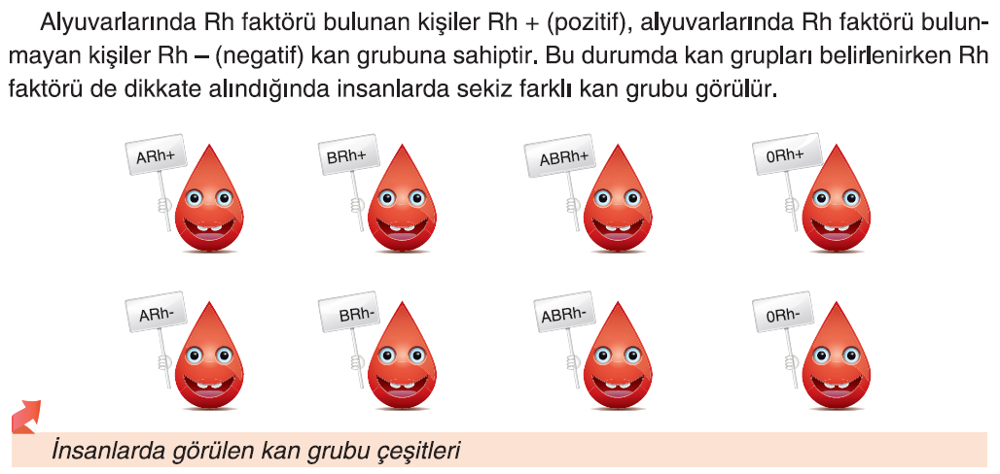 Alyuvarlarında Rh faktörü bulunan kişiler Rh + (pozitif), alyuvarlarında Rh faktörü bulun-
mayan kişiler Rh – (negatif) kan grubuna sahiptir. Bu durumda kan grupları belirlenirken Rh
faktörü de dikkate alındığında insanlarda sekiz farklı kan grubu görülür.
ARh+
BRh+
ABRh+
0Rh+
ARh-
BRh-
ABRh-
0Rh-
İnsanlarda görülen kan grubu çeşitleri